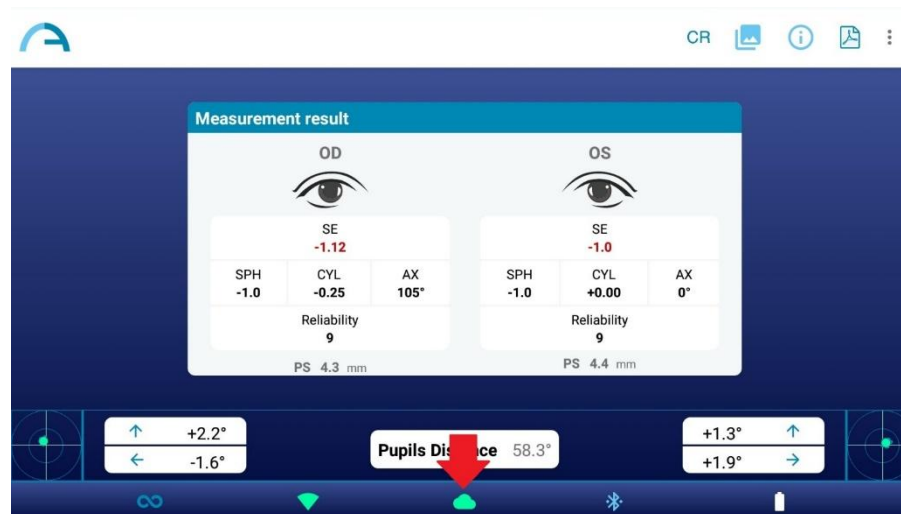 CR
Measurement result
OD OS
SE SE
-1.12 -1.0
SPH CYL AX SPH CYL AX
-1.0 -0.25 105° -1.0 +0.00 0°
Reliability Reliability
9 9
PS 4.3 mm PS 4.4 mm
+2.2° +1.3°
Pupils Dis ce 58.3°
-1.6° +1.9°